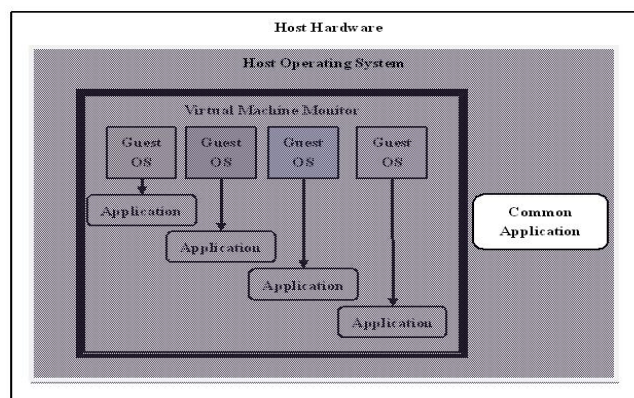 Host Hardware
Host Operating System
Virtual Machine Monitor
Guest
OS
Guest
OS
Guest
OS
Guest
OS
Application
Application
Application
Application
Common
Application